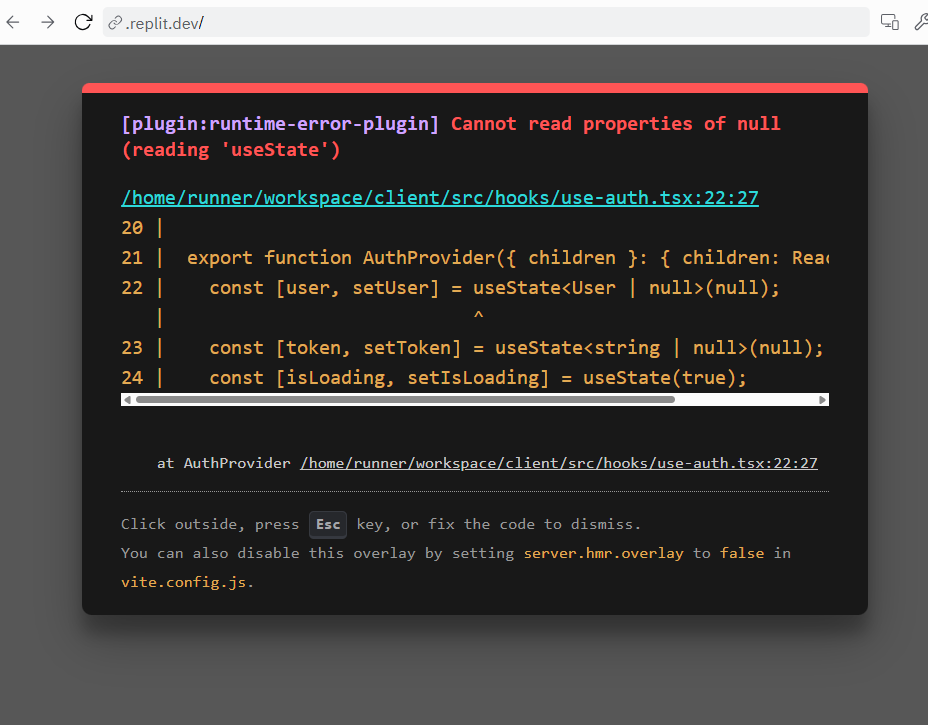 .replit.dev/
[plugin:runtime-error-plugin] Cannot read properties of null
(reading 'useState')
/home/runner/workspace/client/src/hooks/use-auth.tsx:22:27
20 |
21 |  export function AuthProvider({ children }: { children: Reac
22 |    const [user, setUser] = useState<User | null>(null);
   |                            ^
23 |    const [token, setToken] = useState<string | null>(null);
24 |    const [isLoading, setIsLoading] = useState(true);
at AuthProvider /home/runner/workspace/client/src/hooks/use-auth.tsx:22:27
Click outside, press Esc key, or fix the code to dismiss.
You can also disable this overlay by setting server.hmr.overlay to false in
vite.config.js.